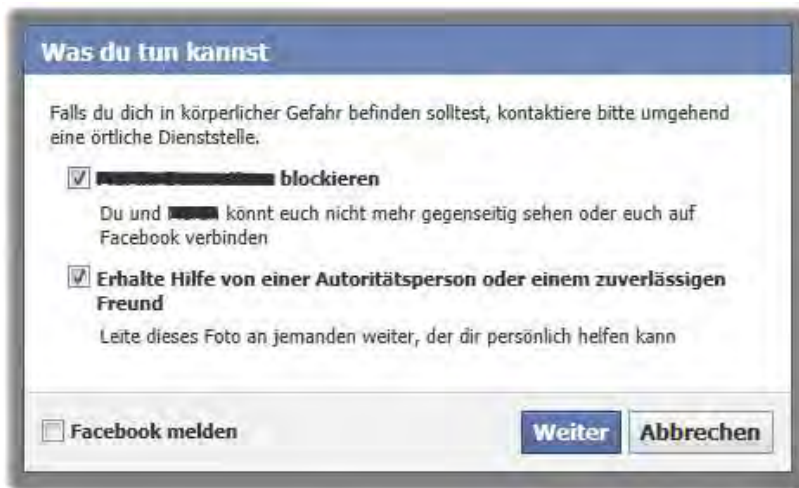 Was du tun kannst
Falls du dich in körperlicher Gefahr befinden solltest, kontaktiere bitte umgehend
eine örtliche Dienststelle.
blockieren
Du und könnt euch nicht mehr gegenseitig sehen oder euch auf
Facebook verbinden
Erhalte Hilfe von einer Autoritätsperson oder einem zuverlässigen
Freund
Leite dieses Foto an jemanden weiter, der dir persönlich helfen kann
Facebook melden
Weiter Abbrechen